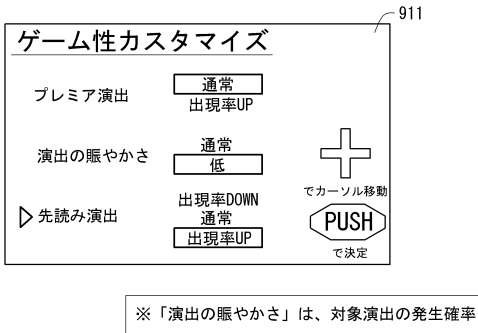 911
ゲーム性カスタマイズ
プレミア演出
通常
出現率UP
演出の賑やかさ
通常
低
でカーソル移動
先読み演出
出現率DOWN
通常
出現率UP
PUSH
で決定
※「演出の賑やかさ」は、対象演出の発生確率